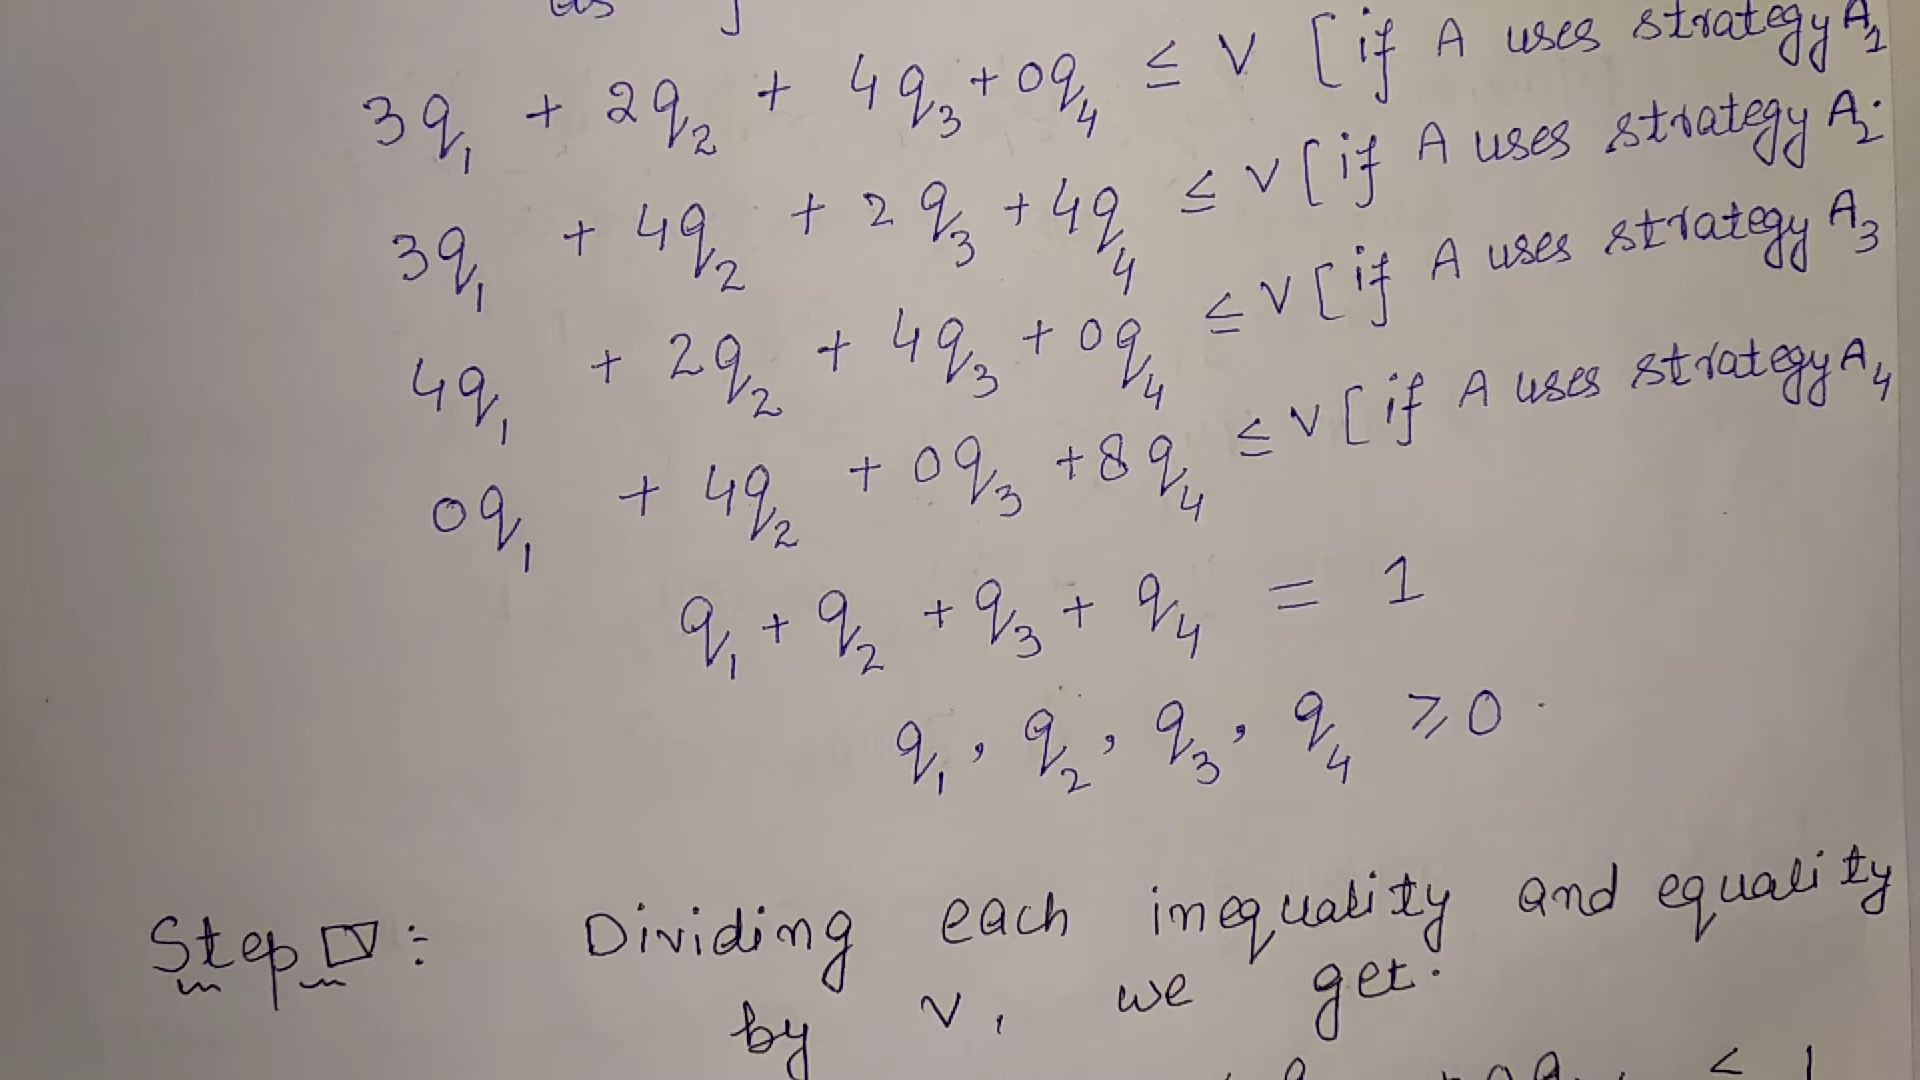 as
3q₁ + 2q₂ + 4q₃ + 0q₄ ≤ V [if A uses strategy A₁
3q₁ + 4q₂ + 2q₃ + 4q₄ ≤ V [if A uses strategy A₂.
4q₁ + 2q₂ + 4q₃ + 0q₄ ≤ V [if A uses strategy A₃
0q₁ + 4q₂ + 0q₃ + 8q₄ ≤ V [if A uses strategy A₄
q₁ + q₂ + q₃ + q₄ = 1
q₁, q₂, q₃, q₄ ≥ 0.
Step V: Dividing each inequality and equality
by V, we get.
≤ 1